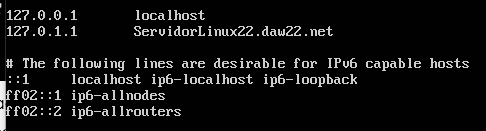 127.0.0.1 localhost
127.0.1.1 ServidorLinux22.daw22.net
# The following lines are desirable for IPv6 capable hosts
::1 localhost ip6-localhost ip6-loopback
ff02::1 ip6-allnodes
ff02::2 ip6-allrouters